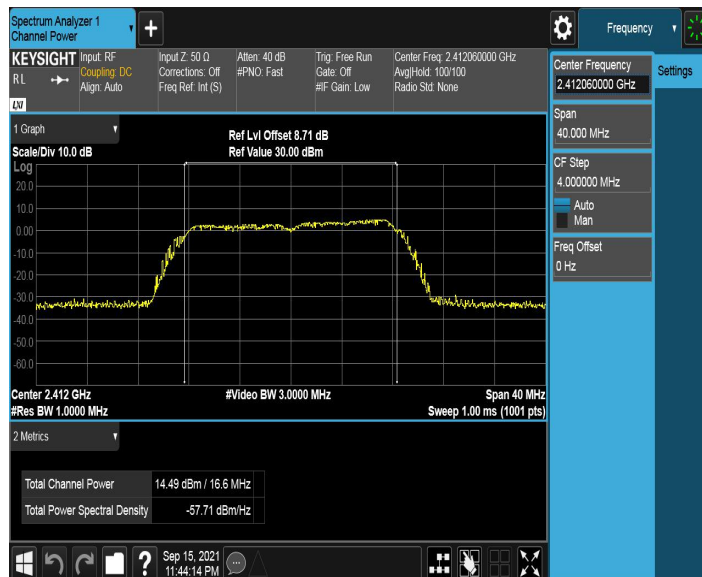 Spectrum Analyzer 1
Channel Power
+
Frequency
KEYSIGHT
RL
LXI
Input: RF
Coupling: DC
Align: Auto
Input Z: 50 Ω
Corrections: Off
Freq Ref: Int (S)
Atten: 40 dB
#PNO: Fast
Trig: Free Run
Gate: Off
#IF Gain: Low
Center Freq: 2.412060000 GHz
Avg|Hold: 100/100
Radio Std: None
Center Frequency
2.412060000 GHz
Settings
Span
40.000 MHz
CF Step
4.000000 MHz
Auto
Man
Freq Offset
0 Hz
1 Graph
Scale/Div 10.0 dB
Ref Lvl Offset 8.71 dB
Ref Value 30.00 dBm
Log
20.0
10.0
0.00
-10.0
-20.0
-30.0
-40.0
-50.0
-60.0
Center 2.412 GHz
#Video BW 3.0000 MHz
Span 40 MHz
#Res BW 1.0000 MHz
Sweep 1.00 ms (1001 pts)
2 Metrics
Total Channel Power 14.49 dBm / 16.6 MHz
Total Power Spectral Density -57.71 dBm/Hz
?
Sep 15, 2021
11:44:14 PM